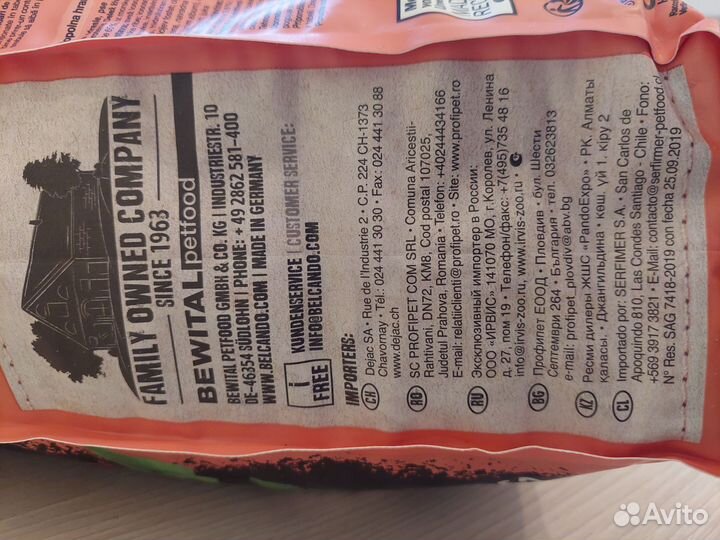 FAMILY OWNED COMPANY
SINCE 1963
BEWITAL petfood
BEWITAL PETFOOD GMBH & CO. KG | INDUSTRIESTR. 10
DE-46354 SÜDLOHN | PHONE: + 49 2862 581-400
WWW.BELCANDO.COM | MADE IN GERMANY
i
FREE
KUNDENSERVICE | CUSTOMER SERVICE:
INFO@BELCANDO.COM
IMPORTERS:
CH Dejac SA • Rue de l'Industrie 2 • C.P. 224 CH-1373
Chavornay • Tél: 024 441 30 30 • Fax: 024 441 30 88
www.dejac.ch
RO SC PROFIPET COM SRL • Comuna Aricestii-
Rahtivani, DN72, KM8, Cod postal 107025,
Judetul Prahova, Romania • Telefon: +40244434166
E-mail: relatiiclienti@profipet.ro • Site: www.profipet.ro
RU Эксклюзивный импортер в России:
ООО «ИРВИС» 141070 МО, г.Королев, ул. Ленина
д. 27, пом 19 • Телефон/факс: +7(495)735 48 16
info@irvis-zoo.ru, www.irvis-zoo.ru •
BG Профипет ЕООД • Пловдив • бул. Шести
Септември 264 • България • тел. 032623813
e-mail: profipet_plovdiv@abv.bg
KZ Ресми дилеры ЖШС «PandoExpo» • РК, Алматы
қаласы, • Джангильдина • көш, үй 1, кіру 2
CL Importado por: SERFIMER S.A. • San Carlos de
Apoquindo 810, Las Condes Santiago - Chile • Fono:
+569 3917 3821 • E-Mail: contacto@serfirmer-petfood.cl
N° Res. SAG 7418-2019 con fecha 25.09.2019
Avito